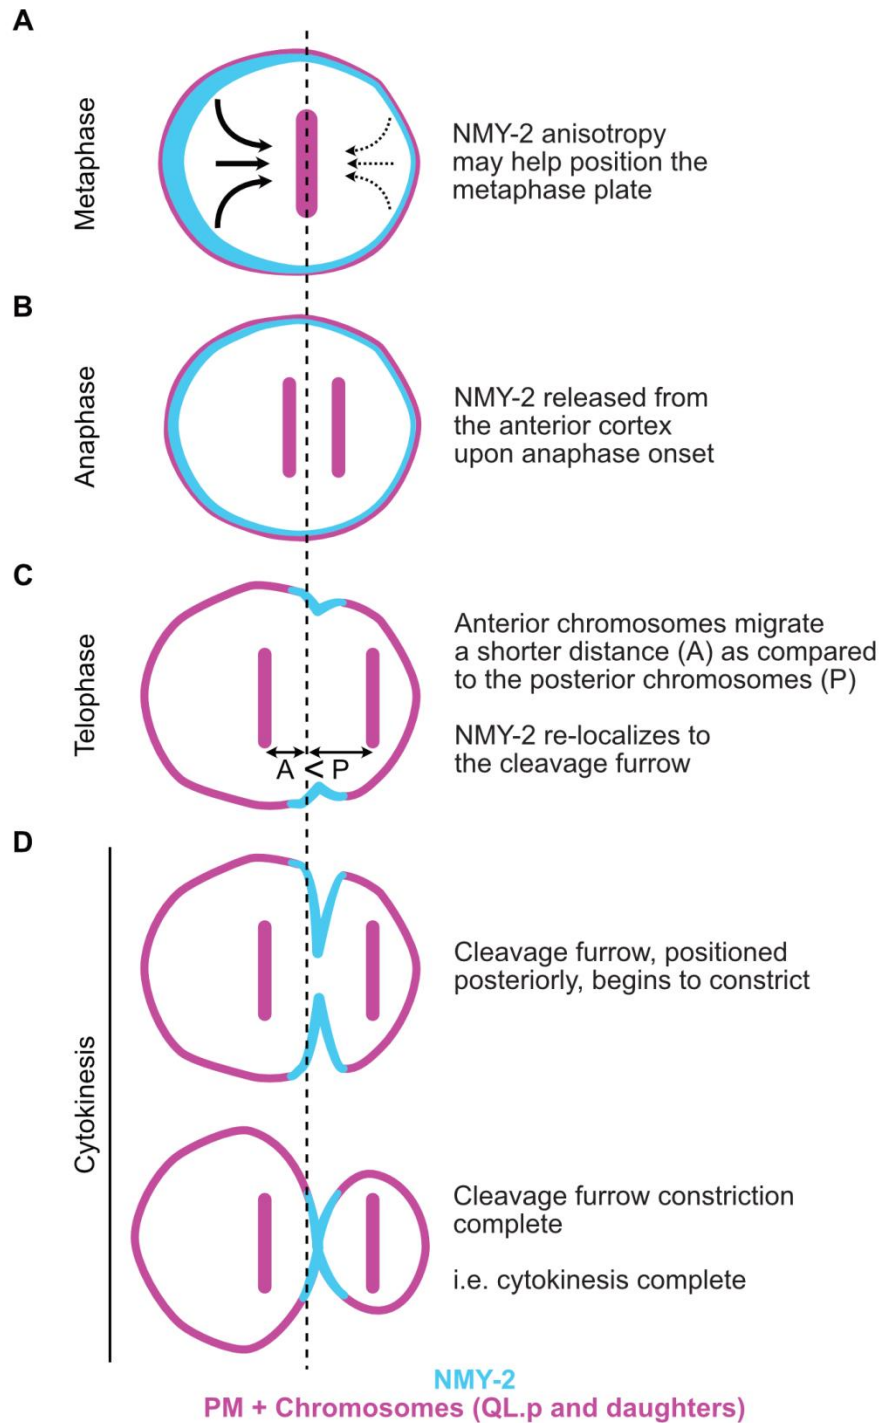 A
Metaphase
NMY-2 anisotropy
may help position the
metaphase plate
B
Anaphase
NMY-2 released from
the anterior cortex
upon anaphase onset
C
Telophase
A < P
Anterior chromosomes migrate
a shorter distance (A) as compared
to the posterior chromosomes (P)
NMY-2 re-localizes to
the cleavage furrow
D
Cytokinesis
Cleavage furrow, positioned
posteriorly, begins to constrict
Cleavage furrow constriction
complete
i.e. cytokinesis complete
NMY-2
PM + Chromosomes (QL.p and daughters)